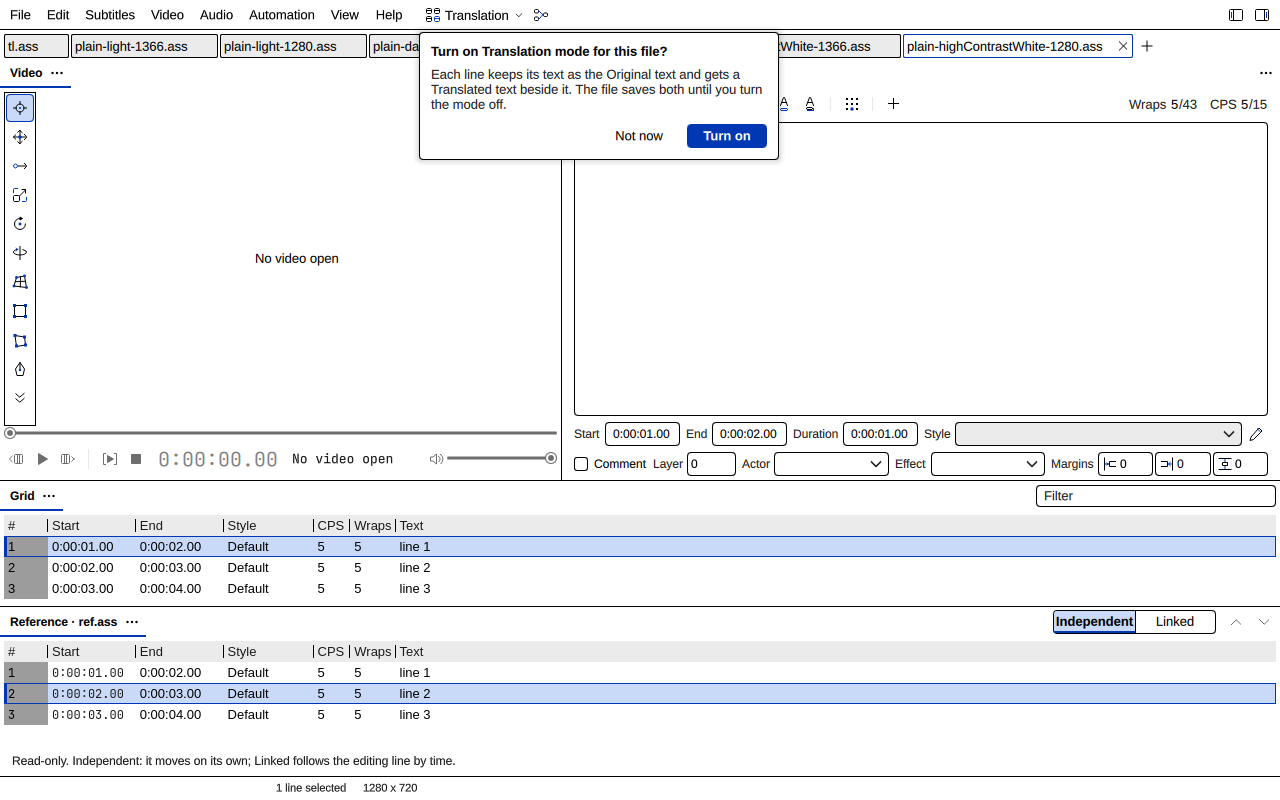 File Edit Subtitles Video Audio Automation View Help Translation
tl.ass plain-light-1366.ass plain-light-1280.ass plain-da White-1366.ass plain-highContrastWhite-1280.ass
Turn on Translation mode for this file?
Each line keeps its text as the Original text and gets a
Translated text beside it. The file saves both until you turn
the mode off.
Not now Turn on
Video
A A Wraps 5/43 CPS 5/15
No video open
Start 0:00:01.00 End 0:00:02.00 Duration 0:00:01.00 Style
0:00:00.00 No video open
Comment Layer 0 Actor Effect Margins 0 0 0
Grid Filter
# Start End Style CPS Wraps Text
1 0:00:01.00 0:00:02.00 Default 5 5 line 1
2 0:00:02.00 0:00:03.00 Default 5 5 line 2
3 0:00:03.00 0:00:04.00 Default 5 5 line 3
Reference · ref.ass Independent Linked
# Start End Style CPS Wraps Text
1 0:00:01.00 0:00:02.00 Default 5 5 line 1
2 0:00:02.00 0:00:03.00 Default 5 5 line 2
3 0:00:03.00 0:00:04.00 Default 5 5 line 3
Read-only. Independent: it moves on its own; Linked follows the editing line by time.
1 line selected 1280 x 720